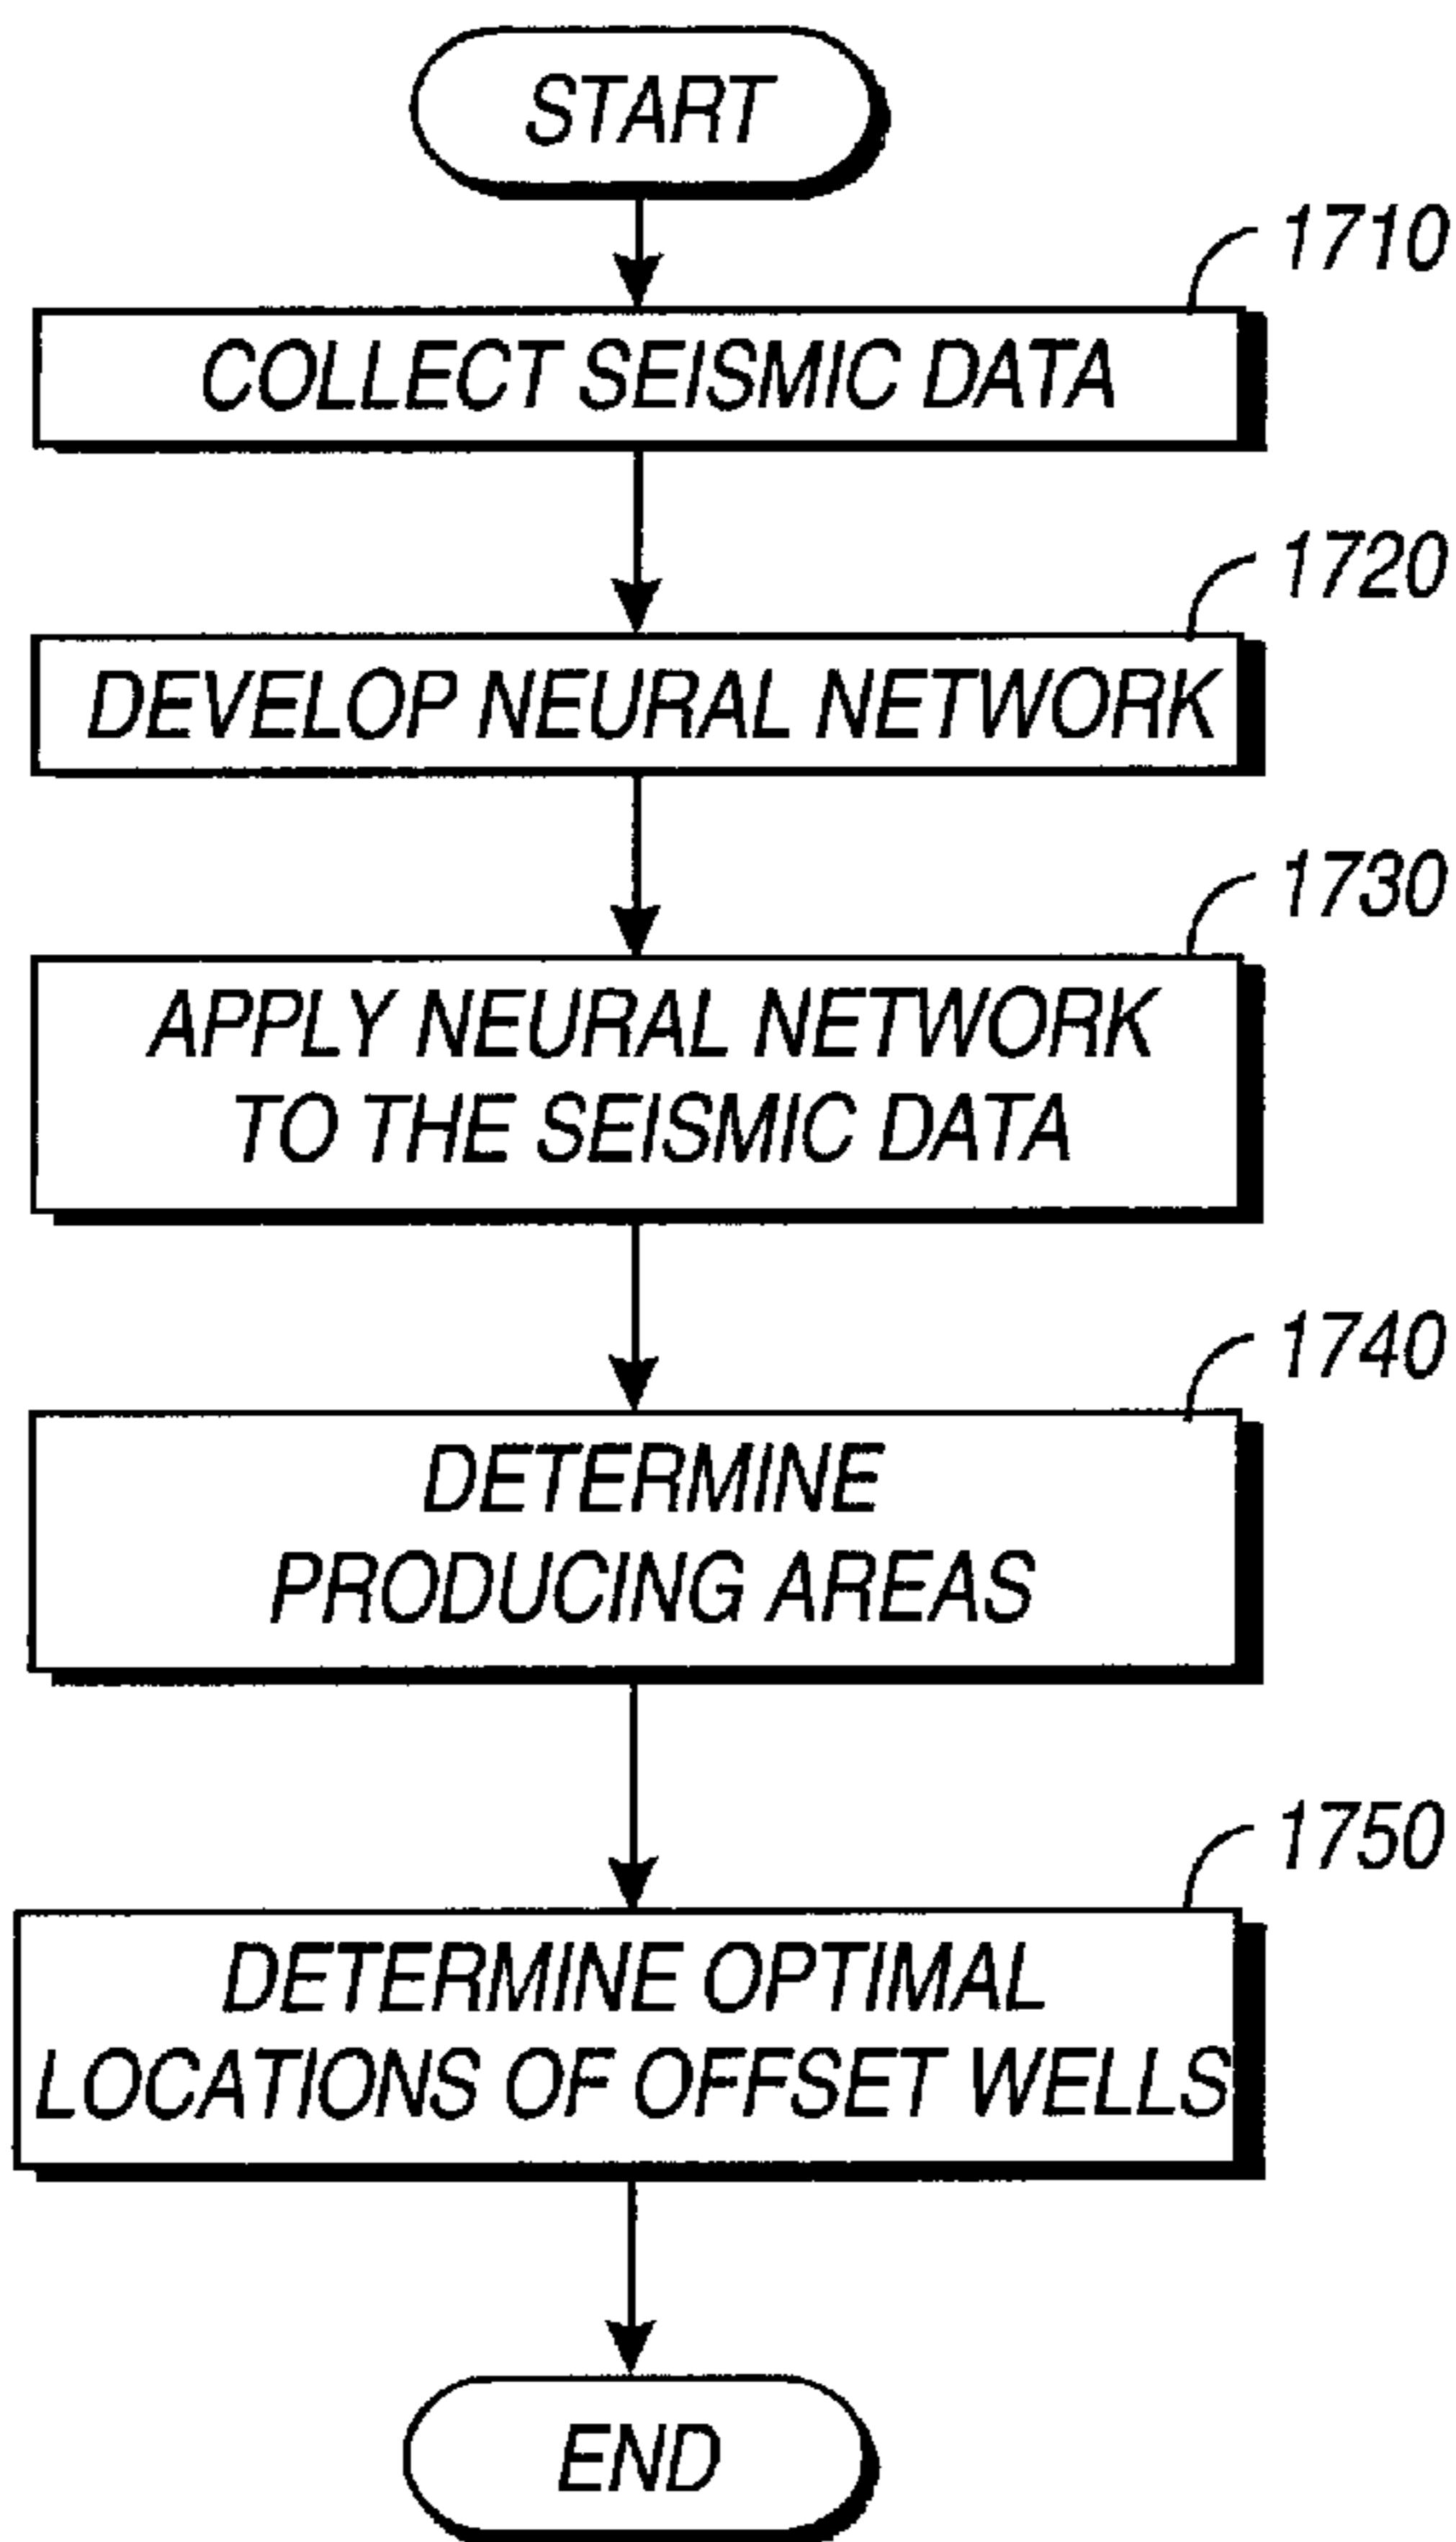 START
1710
COLLECT SEISMIC DATA
1720
DEVELOP NEURAL NETWORK
1730
APPLY NEURAL NETWORK
TO THE SEISMIC DATA
1740
DETERMINE
PRODUCING AREAS
1750
DETERMINE OPTIMAL
LOCATIONS OF OFFSET WELLS
END